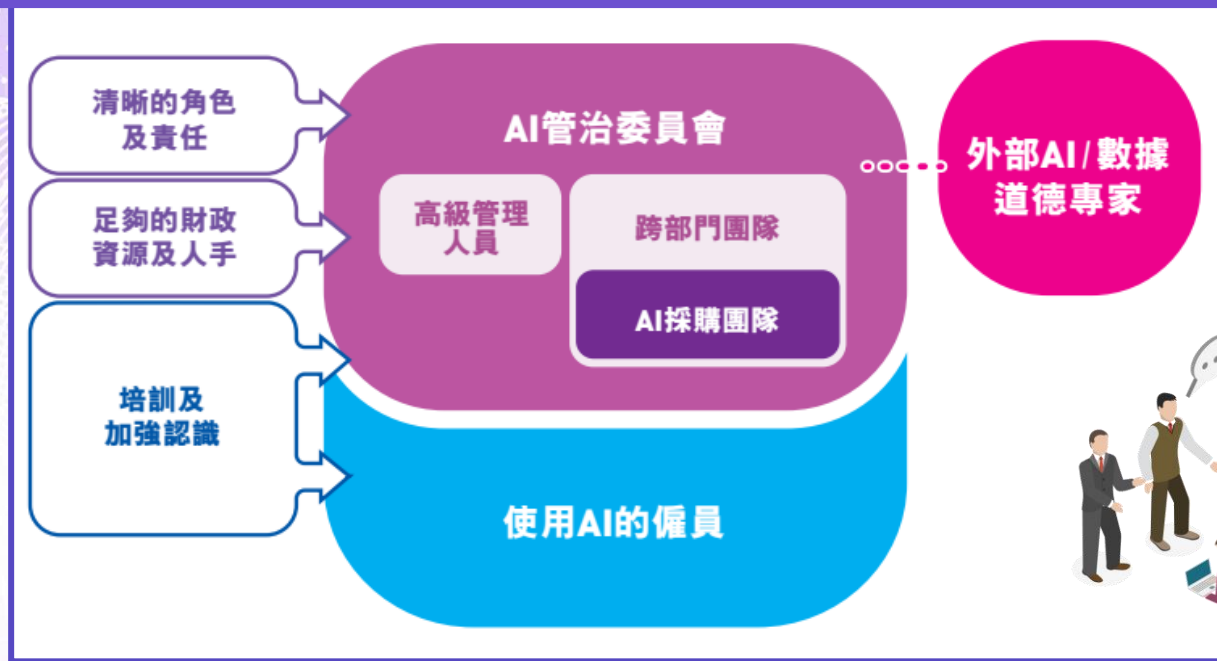 清晰的角色
及責任
足夠的財政
資源及人手
培訓及
加強認識
AI管治委員會
高級管理
人員
跨部門團隊
AI採購團隊
使用AI的僱員
外部AI/數據
道德專家